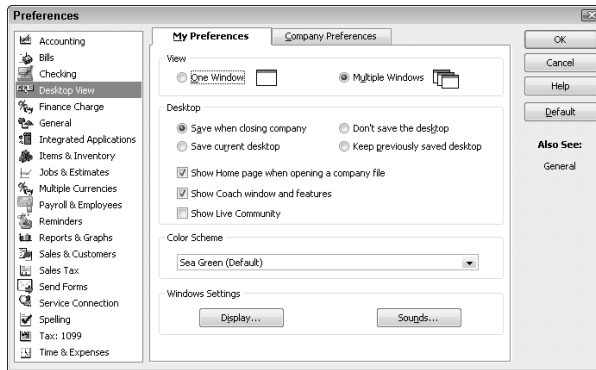 Preferences
Accounting
Bills
Checking
Desktop View
Finance Charge
General
Integrated Applications
Items & Inventory
Jobs & Estimates
Multiple Currencies
Payroll & Employees
Reminders
Reports & Graphs
Sales & Customers
Sales Tax
Send Forms
Service Connection
Spelling
Tax: 1099
Time & Expenses
My Preferences Company Preferences
View
One Window Multiple Windows
Desktop
Save when closing company Don't save the desktop
Save current desktop Keep previously saved desktop
Show Home page when opening a company file
Show Coach window and features
Show Live Community
Color Scheme
Sea Green (Default)
Windows Settings
Display... Sounds...
OK
Cancel
Help
Default
Also See:
General